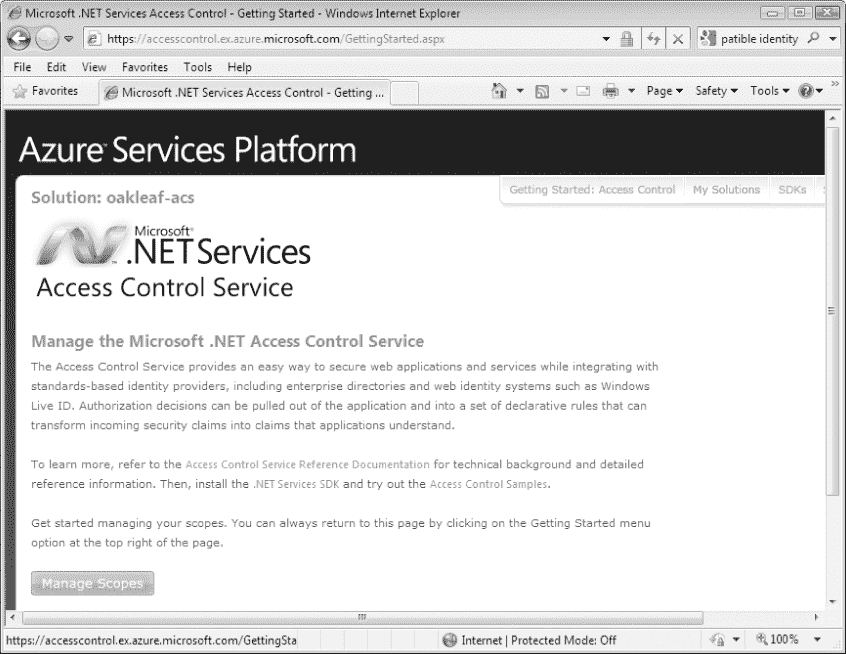 Microsoft .NET Services Access Control - Getting Started - Windows Internet Explorer
https://accesscontrol.ex.azure.microsoft.com/GettingStarted.aspx
patible identity
File Edit View Favorites Tools Help
Favorites
Microsoft .NET Services Access Control - Getting ...
Page Safety Tools
Azure™ Services Platform
Solution: oakleaf-acs
Getting Started: Access Control My Solutions SDKs
Microsoft®
.NET Services
Access Control Service
Manage the Microsoft .NET Access Control Service
The Access Control Service provides an easy way to secure web applications and services while integrating with
standards-based identity providers, including enterprise directories and web identity systems such as Windows
Live ID. Authorization decisions can be pulled out of the application and into a set of declarative rules that can
transform incoming security claims into claims that applications understand.
To learn more, refer to the Access Control Service Reference Documentation for technical background and detailed
reference information. Then, install the .NET Services SDK and try out the Access Control Samples.
Get started managing your scopes. You can always return to this page by clicking on the Getting Started menu
option at the top right of the page.
Manage Scopes
https://accesscontrol.ex.azure.microsoft.com/GettingSta
Internet | Protected Mode: Off
100%